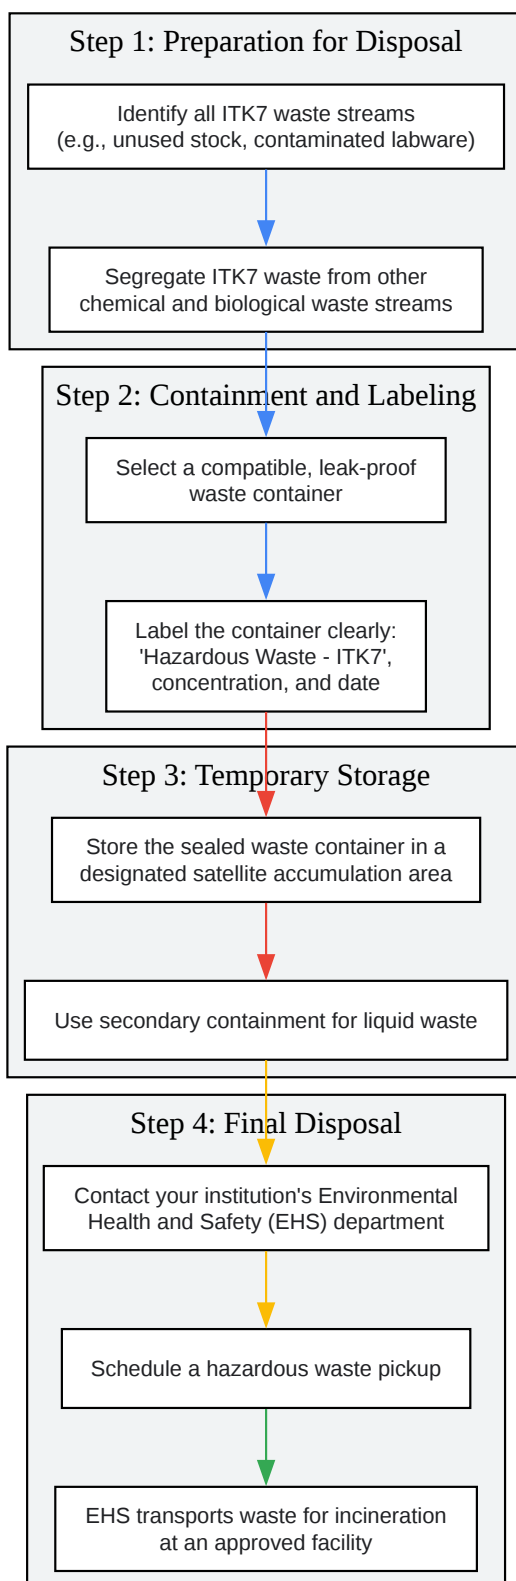 Step 1: Preparation for Disposal
Identify all ITK7 waste streams
(e.g., unused stock, contaminated labware)
Segregate ITK7 waste from other
chemical and biological waste streams
Step 2: Containment and Labeling
Select a compatible, leak-proof
waste container
Label the container clearly:
'Hazardous Waste - ITK7',
concentration, and date
Step 3: Temporary Storage
Store the sealed waste container in a
designated satellite accumulation area
Use secondary containment for liquid waste
Step 4: Final Disposal
Contact your institution's Environmental
Health and Safety (EHS) department
Schedule a hazardous waste pickup
EHS transports waste for incineration
at an approved facility